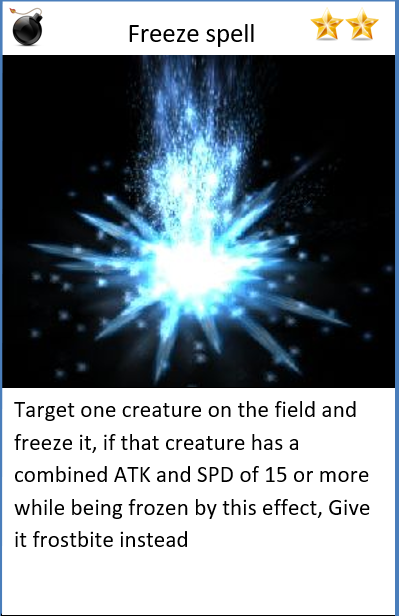 Freeze spell
Target one creature on the field and
freeze it, if that creature has a
combined ATK and SPD of 15 or more
while being frozen by this effect, Give
it frostbite instead